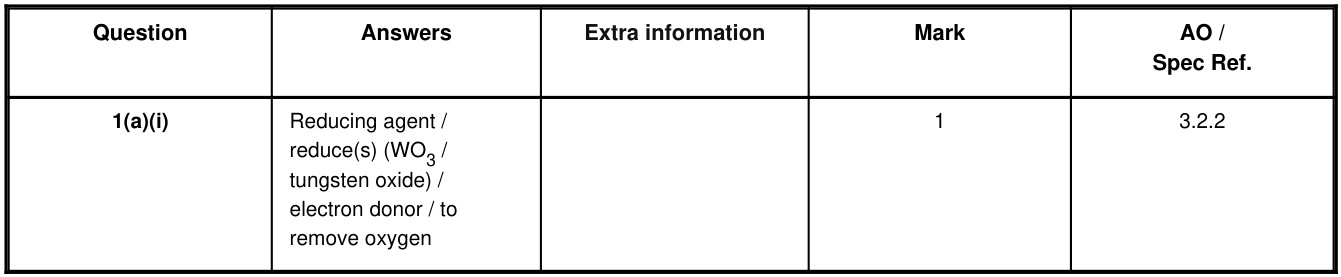 Question Answers Extra information Mark AO /
Spec Ref.
1(a)(i) Reducing agent / 1 3.2.2
reduce(s) (WO3 /
tungsten oxide) /
electron donor / to
remove oxygen